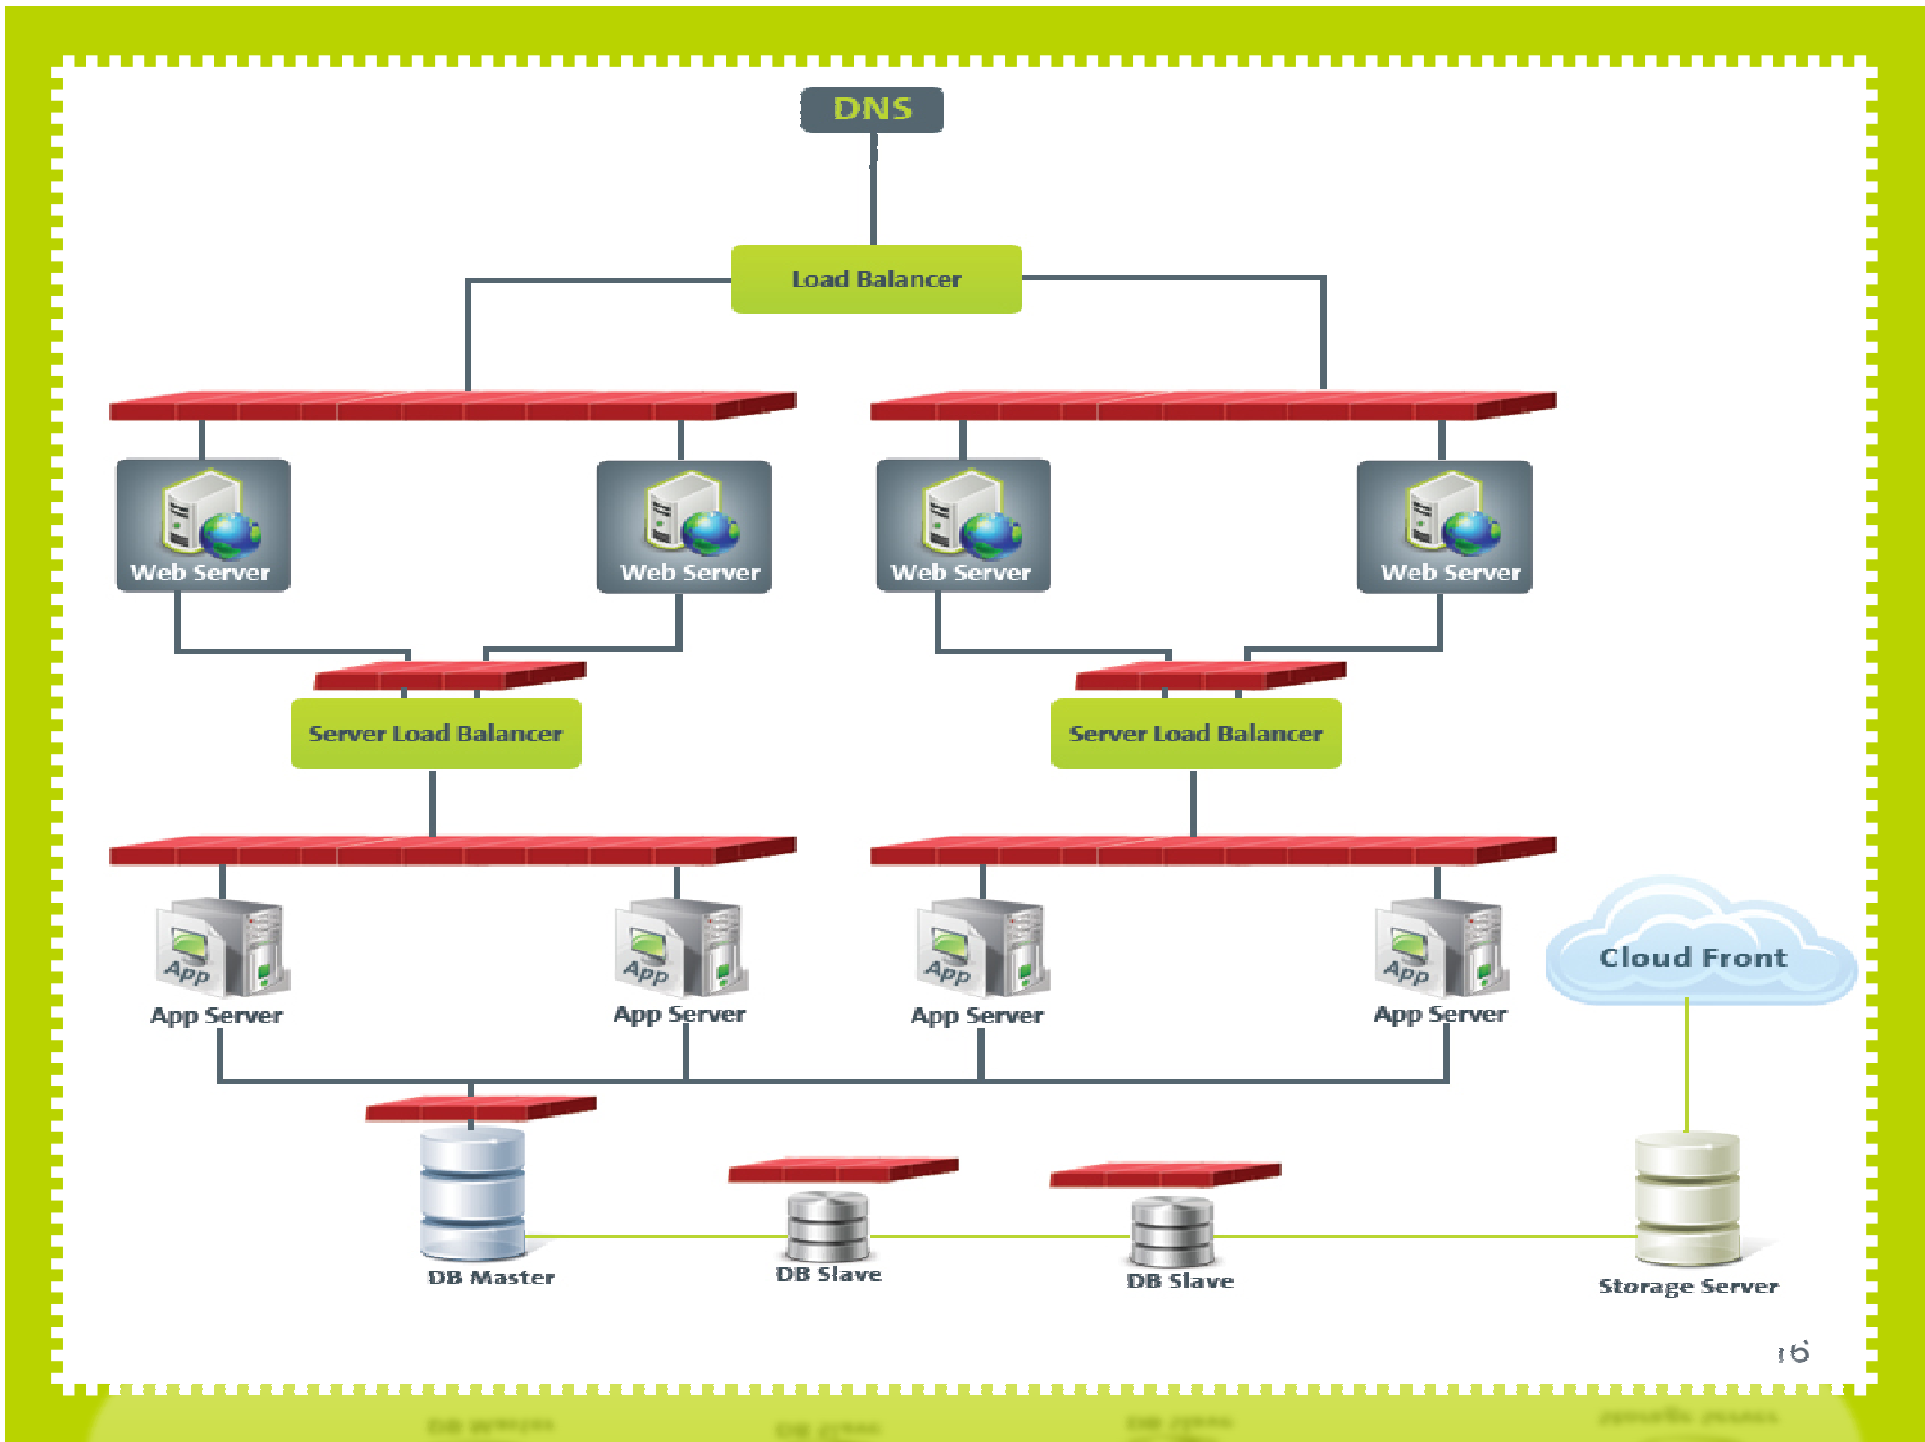 DNS
Load Balancer
Web Server
Web Server
Web Server
Web Server
Server Load Balancer
Server Load Balancer
App
App
App
App
Cloud Front
App Server
App Server
App Server
App Server
DB Master
DB Slave
DB Slave
Storage Server
16